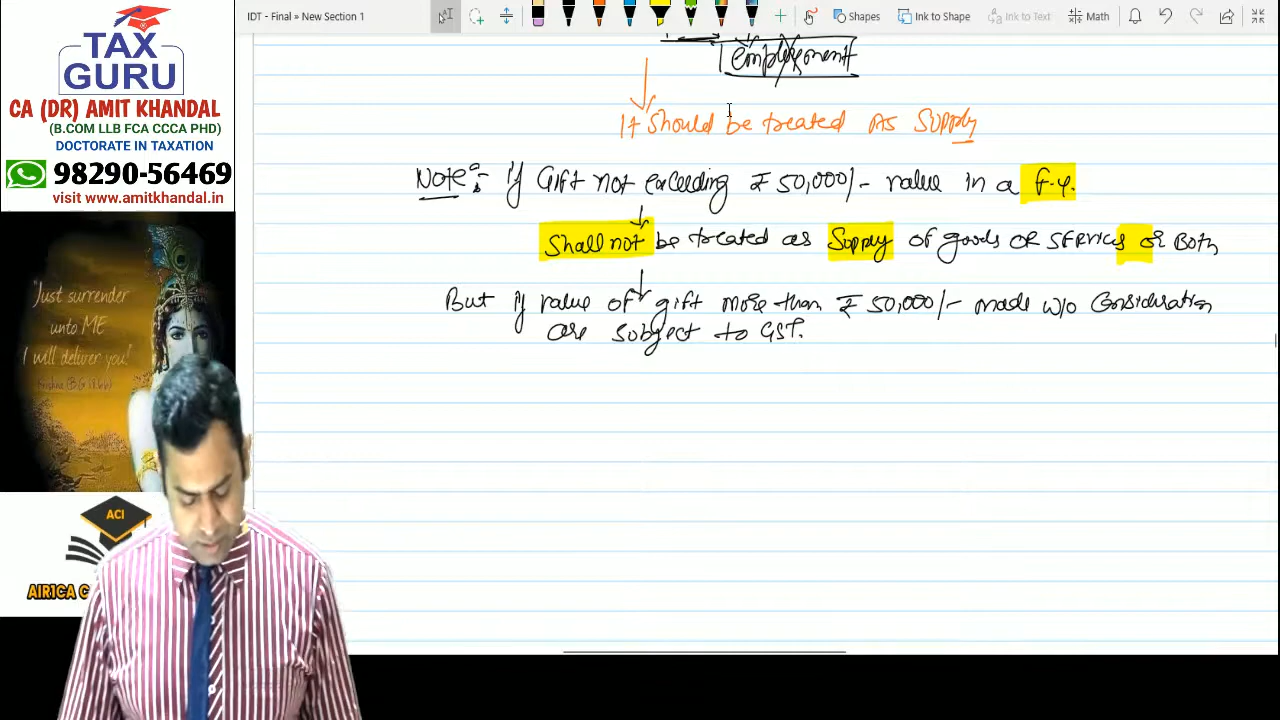 TAX
GURU
CA (DR) AMIT KHANDAL
(B.COM LLB FCA CCCA PHD)
DOCTORATE IN TAXATION
98290-56469
visit www.amitkhandal.in
"Just surrender
unto ME
I will deliver you!"
Krishna (B.G 18.66)
ACI
AIR1CA C
IDT - Final » New Section 1
Shapes
Ink to Shape
Ink to Text
Math
employment
It Should be treated As Supply
Note:- if Gift not exceeding ₹ 50,000/- value in a f.y.
Shall not be treated as Supply of goods or services or Both
But if value of gift more than ₹ 50,000/- made w/o Consideration
are subject to GST.